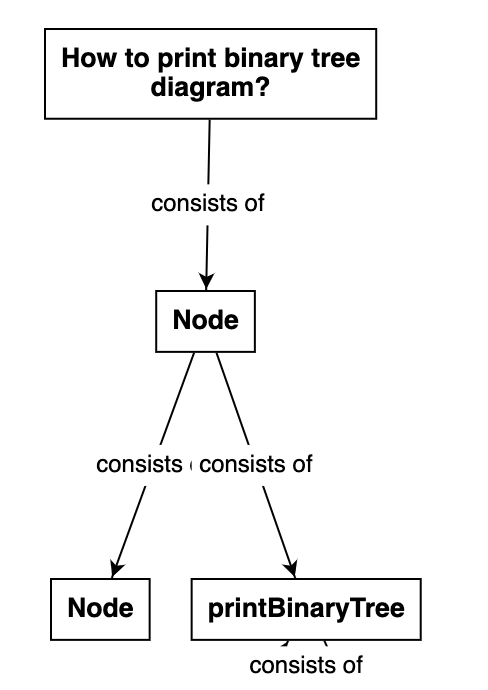 How to print binary tree
diagram?
consists of
Node
consists consists of
Node printBinaryTree
consists of